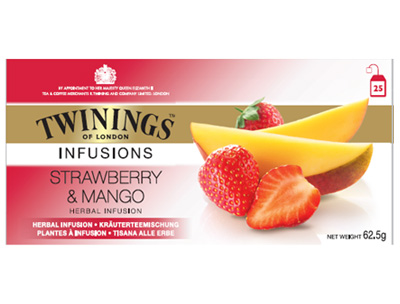 BY APPOINTMENT TO HER MAJESTY QUEEN ELIZABETH II
TEA & COFFEE MERCHANTS R.TWINING AND COMPANY LIMITED, LONDON
25
TWININGS™
OF LONDON
INFUSIONS
STRAWBERRY
& MANGO
HERBAL INFUSION
HERBAL INFUSION • KRÄUTERTEEMISCHUNG
PLANTES À INFUSION • TISANA ALLE ERBE
NET WEIGHT 62.5g